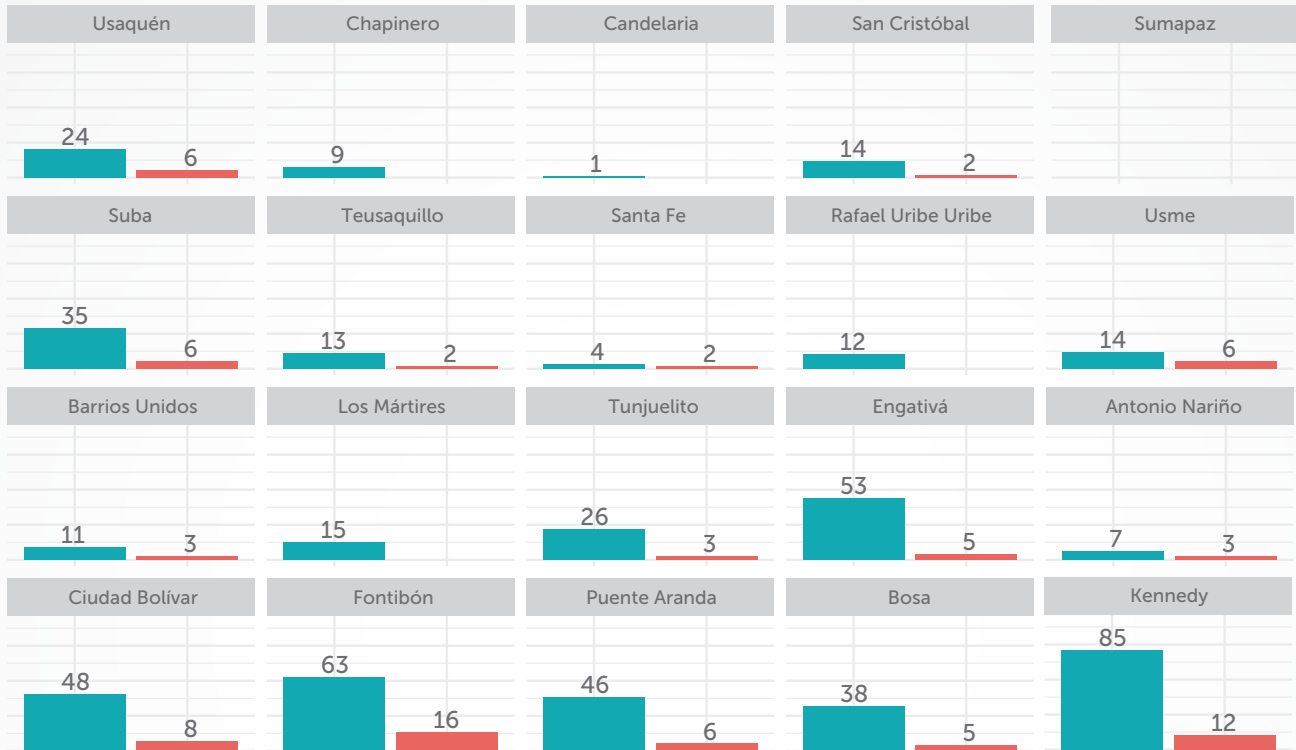 Usaquén Chapinero Candelaria San Cristóbal Sumapaz
24 6 9 1 14 2
Suba Teusaquillo Santa Fe Rafael Uribe Uribe Usme
35 6 13 2 4 2 12 14 6
Barrios Unidos Los Mártires Tunjuelito Engativá Antonio Nariño
11 3 15 26 3 53 5 7 3
Ciudad Bolívar Fontibón Puente Aranda Bosa Kennedy
48 8 63 16 46 6 38 5 85 12